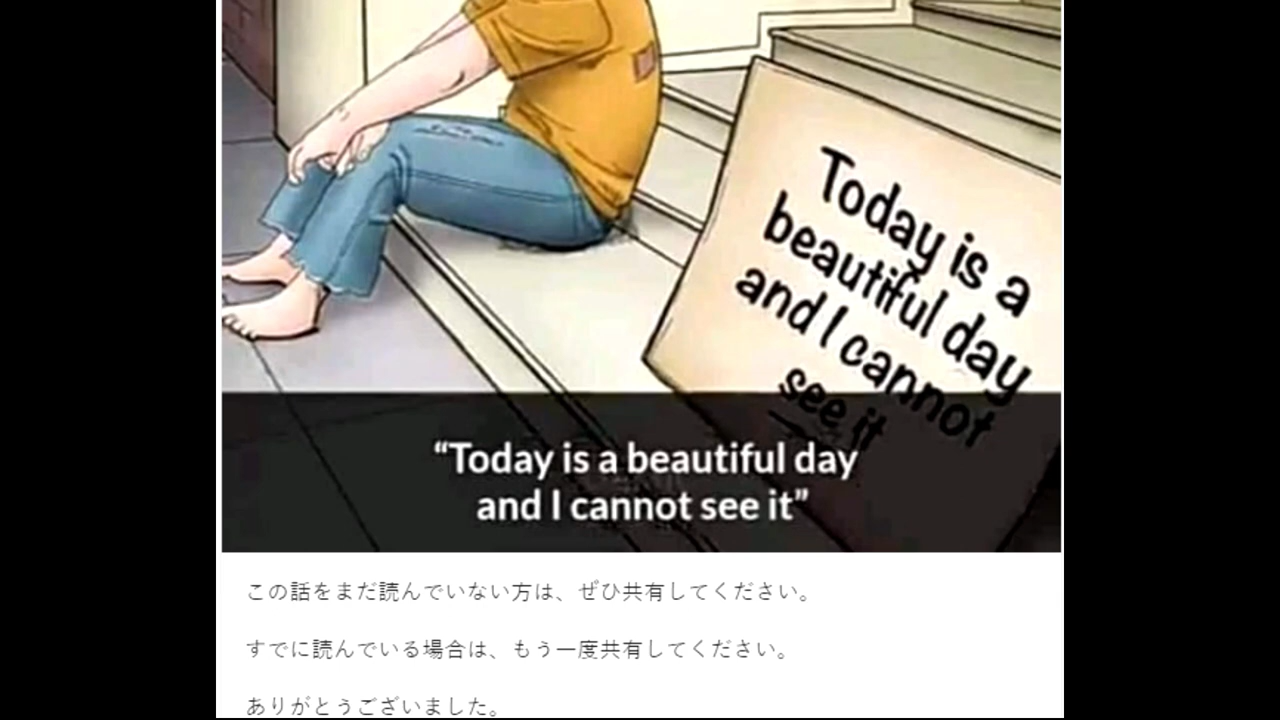 Today is a
beautiful day
and I cannot
see it
“Today is a beautiful day
and I cannot see it”
この話をまだ読んでいない方は、ぜひ共有してください。
すでに読んでいる場合は、もう一度共有してください。
ありがとうございました。